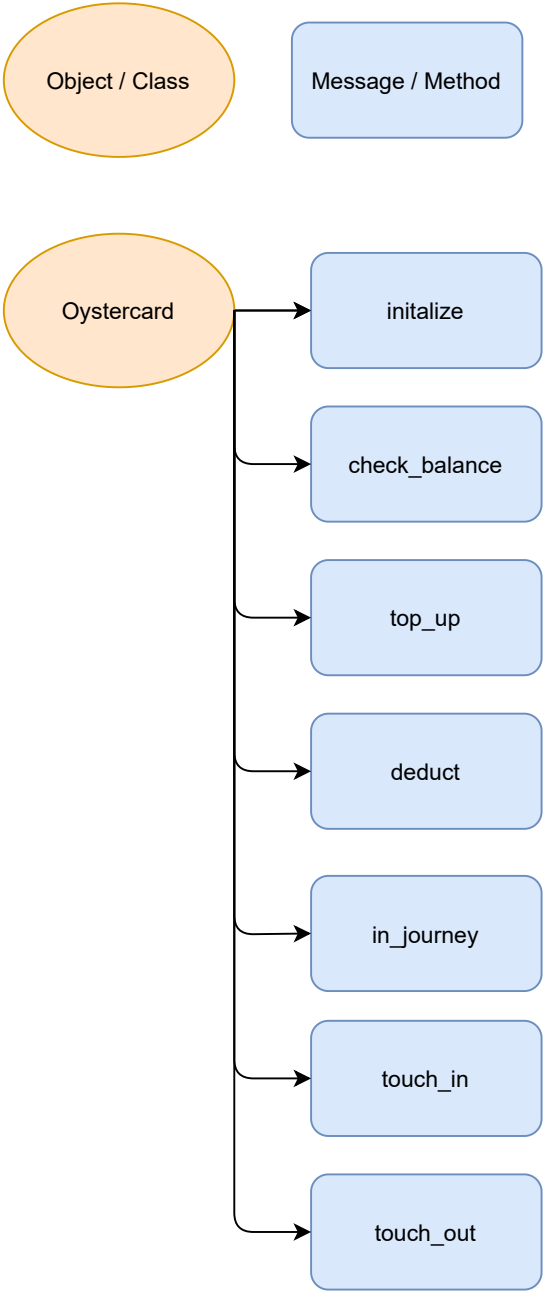 Object / Class
Message / Method
Oystercard
initalize
check_balance
top_up
deduct
in_journey
touch_in
touch_out